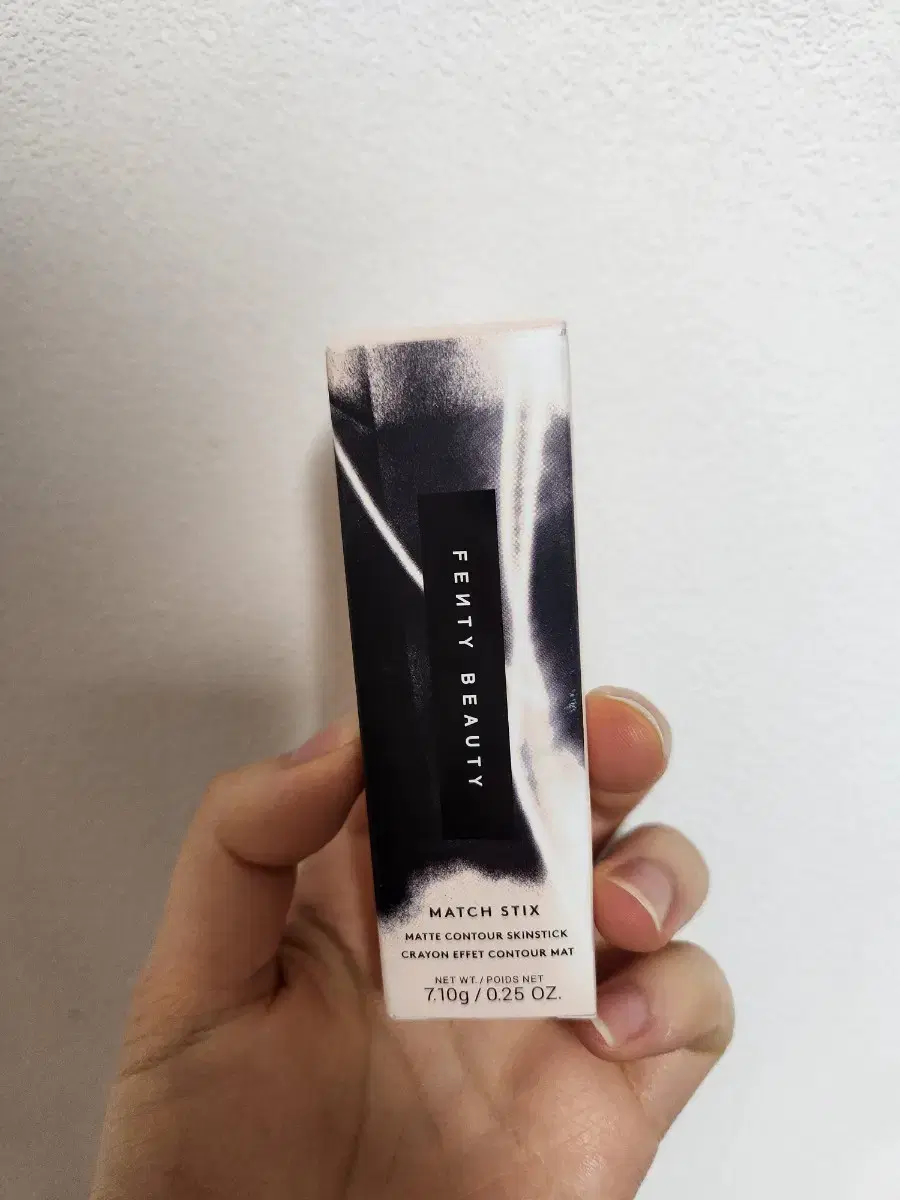 FEИTY BEAUTY
MATCH STIX
MATTE CONTOUR SKINSTICK
CRAYON EFFET CONTOUR MAT
NET WT. / POIDS NET
7.10g / 0.25 OZ.